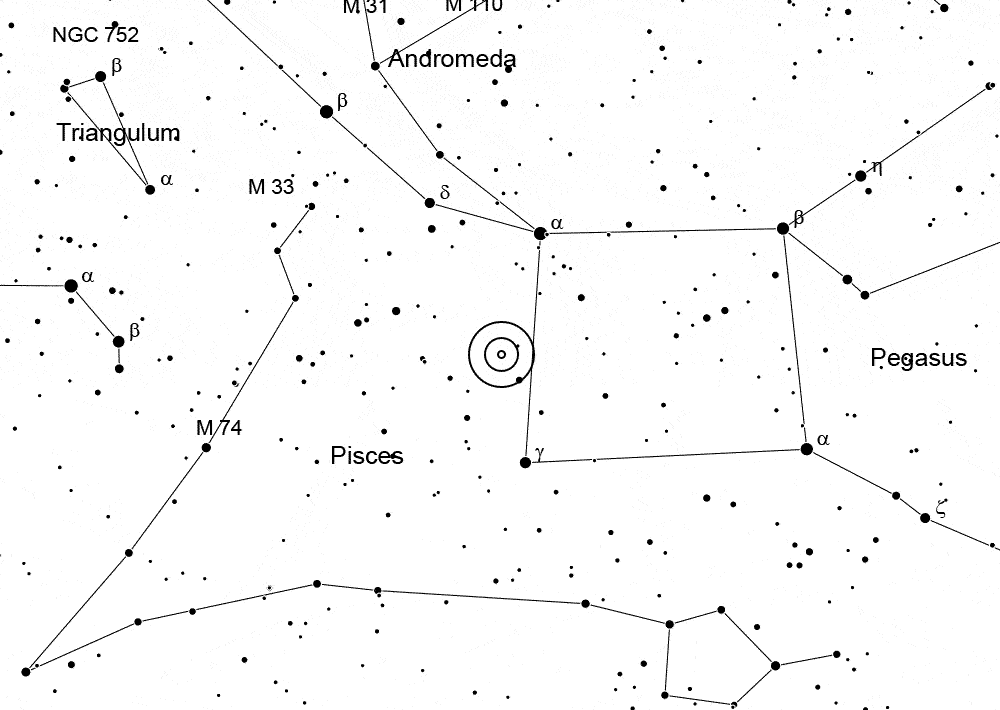 M 31
M 110
NGC 752
Andromeda
β
β
Triangulum
η
α
M 33
δ
β
α
α
β
Pegasus
M 74
α
Pisces
γ
ζ